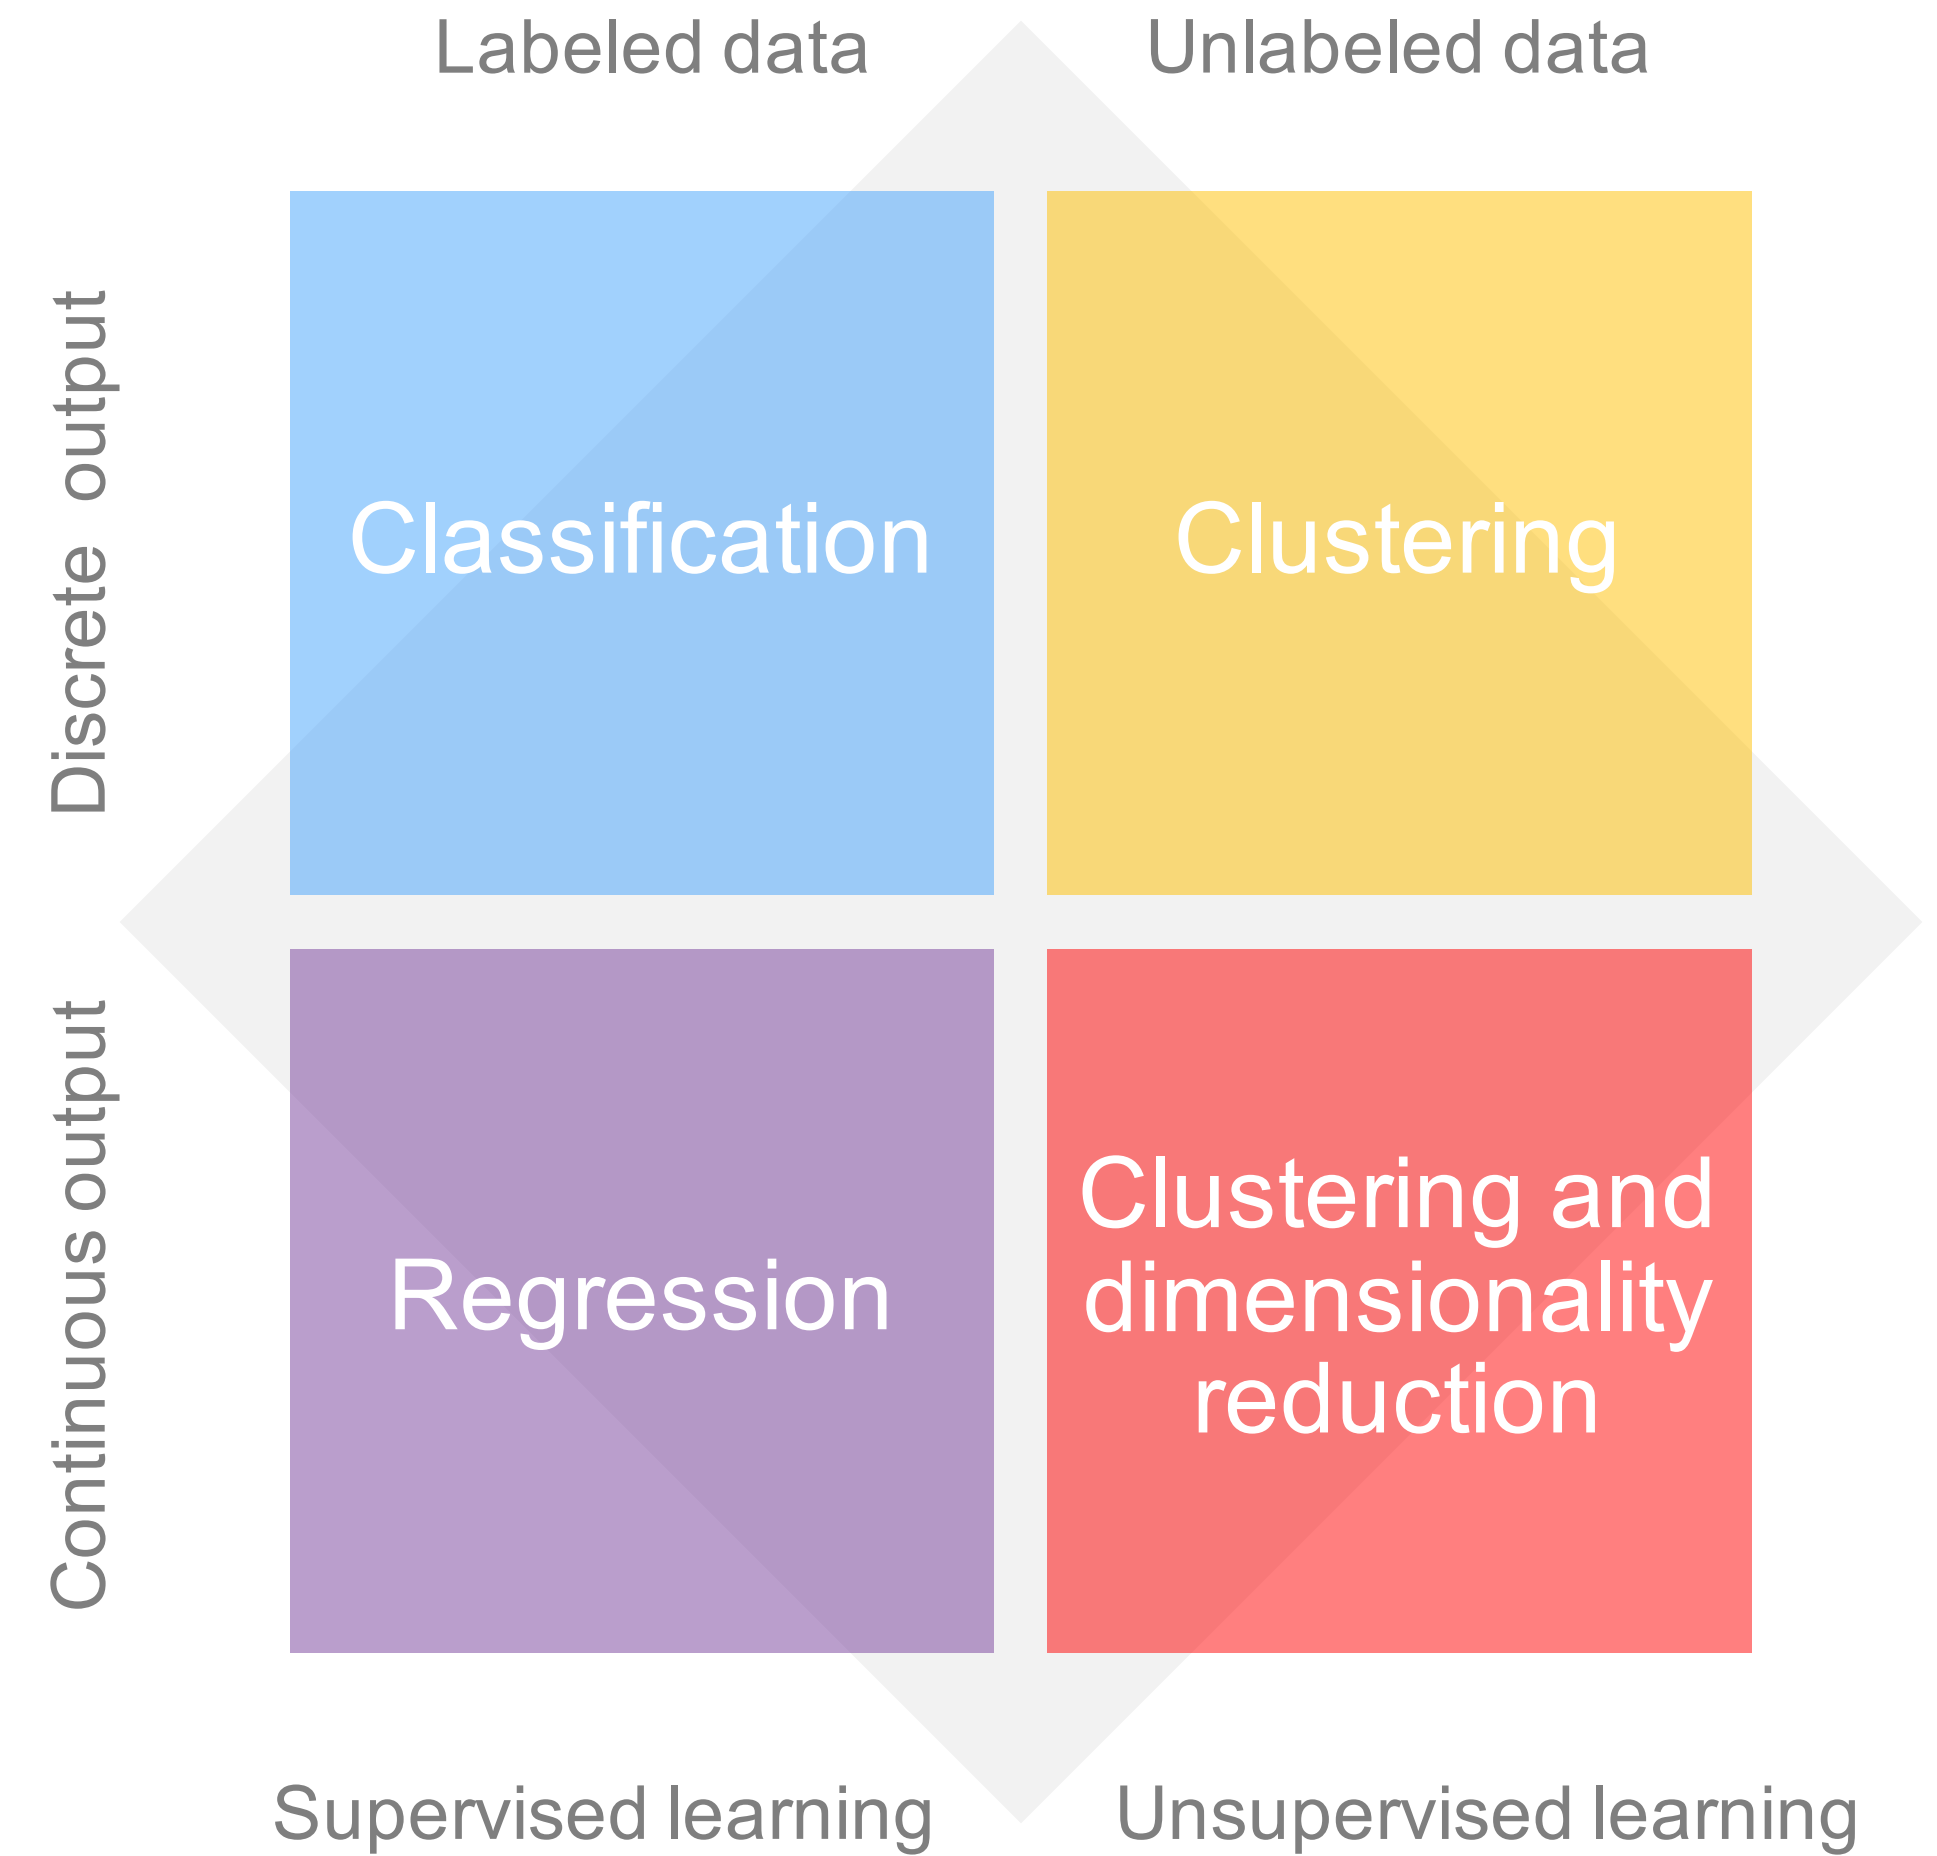 Labeled data
Unlabeled data
Discrete output
Classification
Clustering
Continuous output
Regression
Clustering and
dimensionality
reduction
Supervised learning
Unsupervised learning